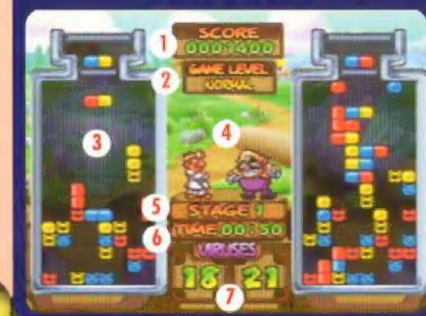 1
SCORE
0001400
2
GAME LEVEL
NORMAL
3
4
5
STAGE 1
6
TIME 00'50
VIRUSES
18 21
7